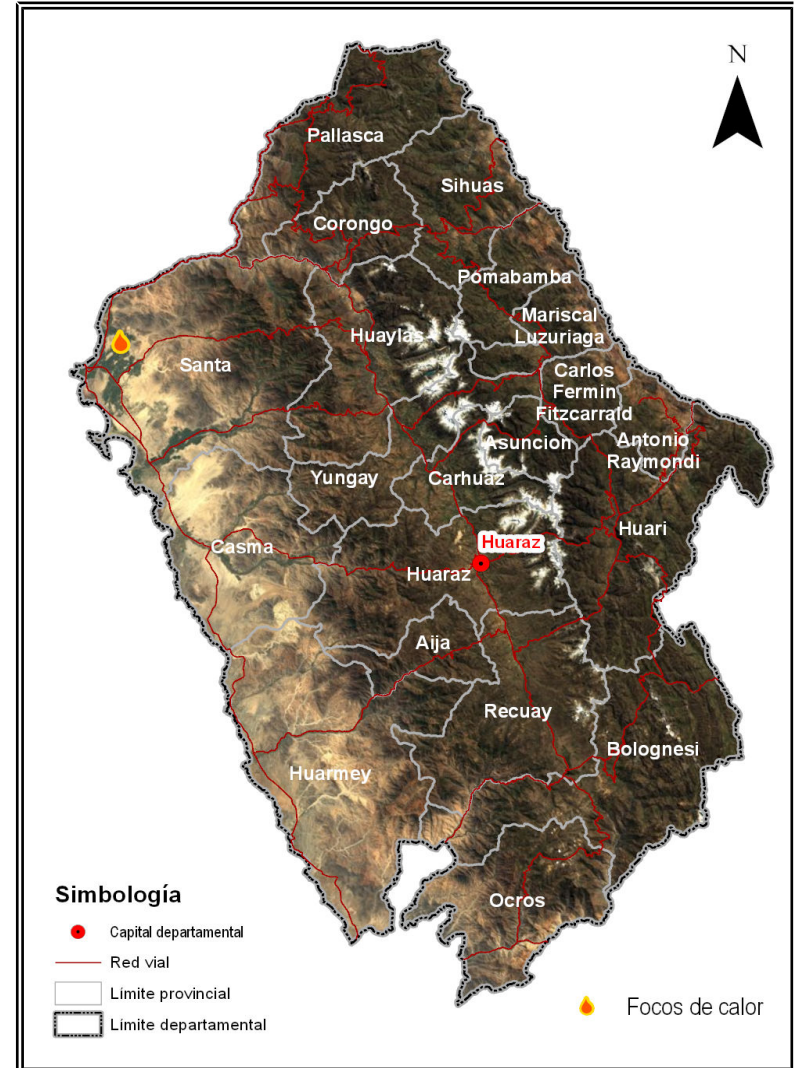 N
Pallasca
Sihuas
Corongo
Pomabamba
Mariscal
Luzuriaga
Huaylas
Santa
Carlos
Fermin
Fitzcarrald
Asuncion
Antonio
Raymondi
Yungay
Carhuaz
Huari
Casma
Huaraz
Huaraz
Aija
Recuay
Bolognesi
Huarmey
Ocros
Simbología
Capital departamental
Red vial
Límite provincial
Límite departamental
Focos de calor